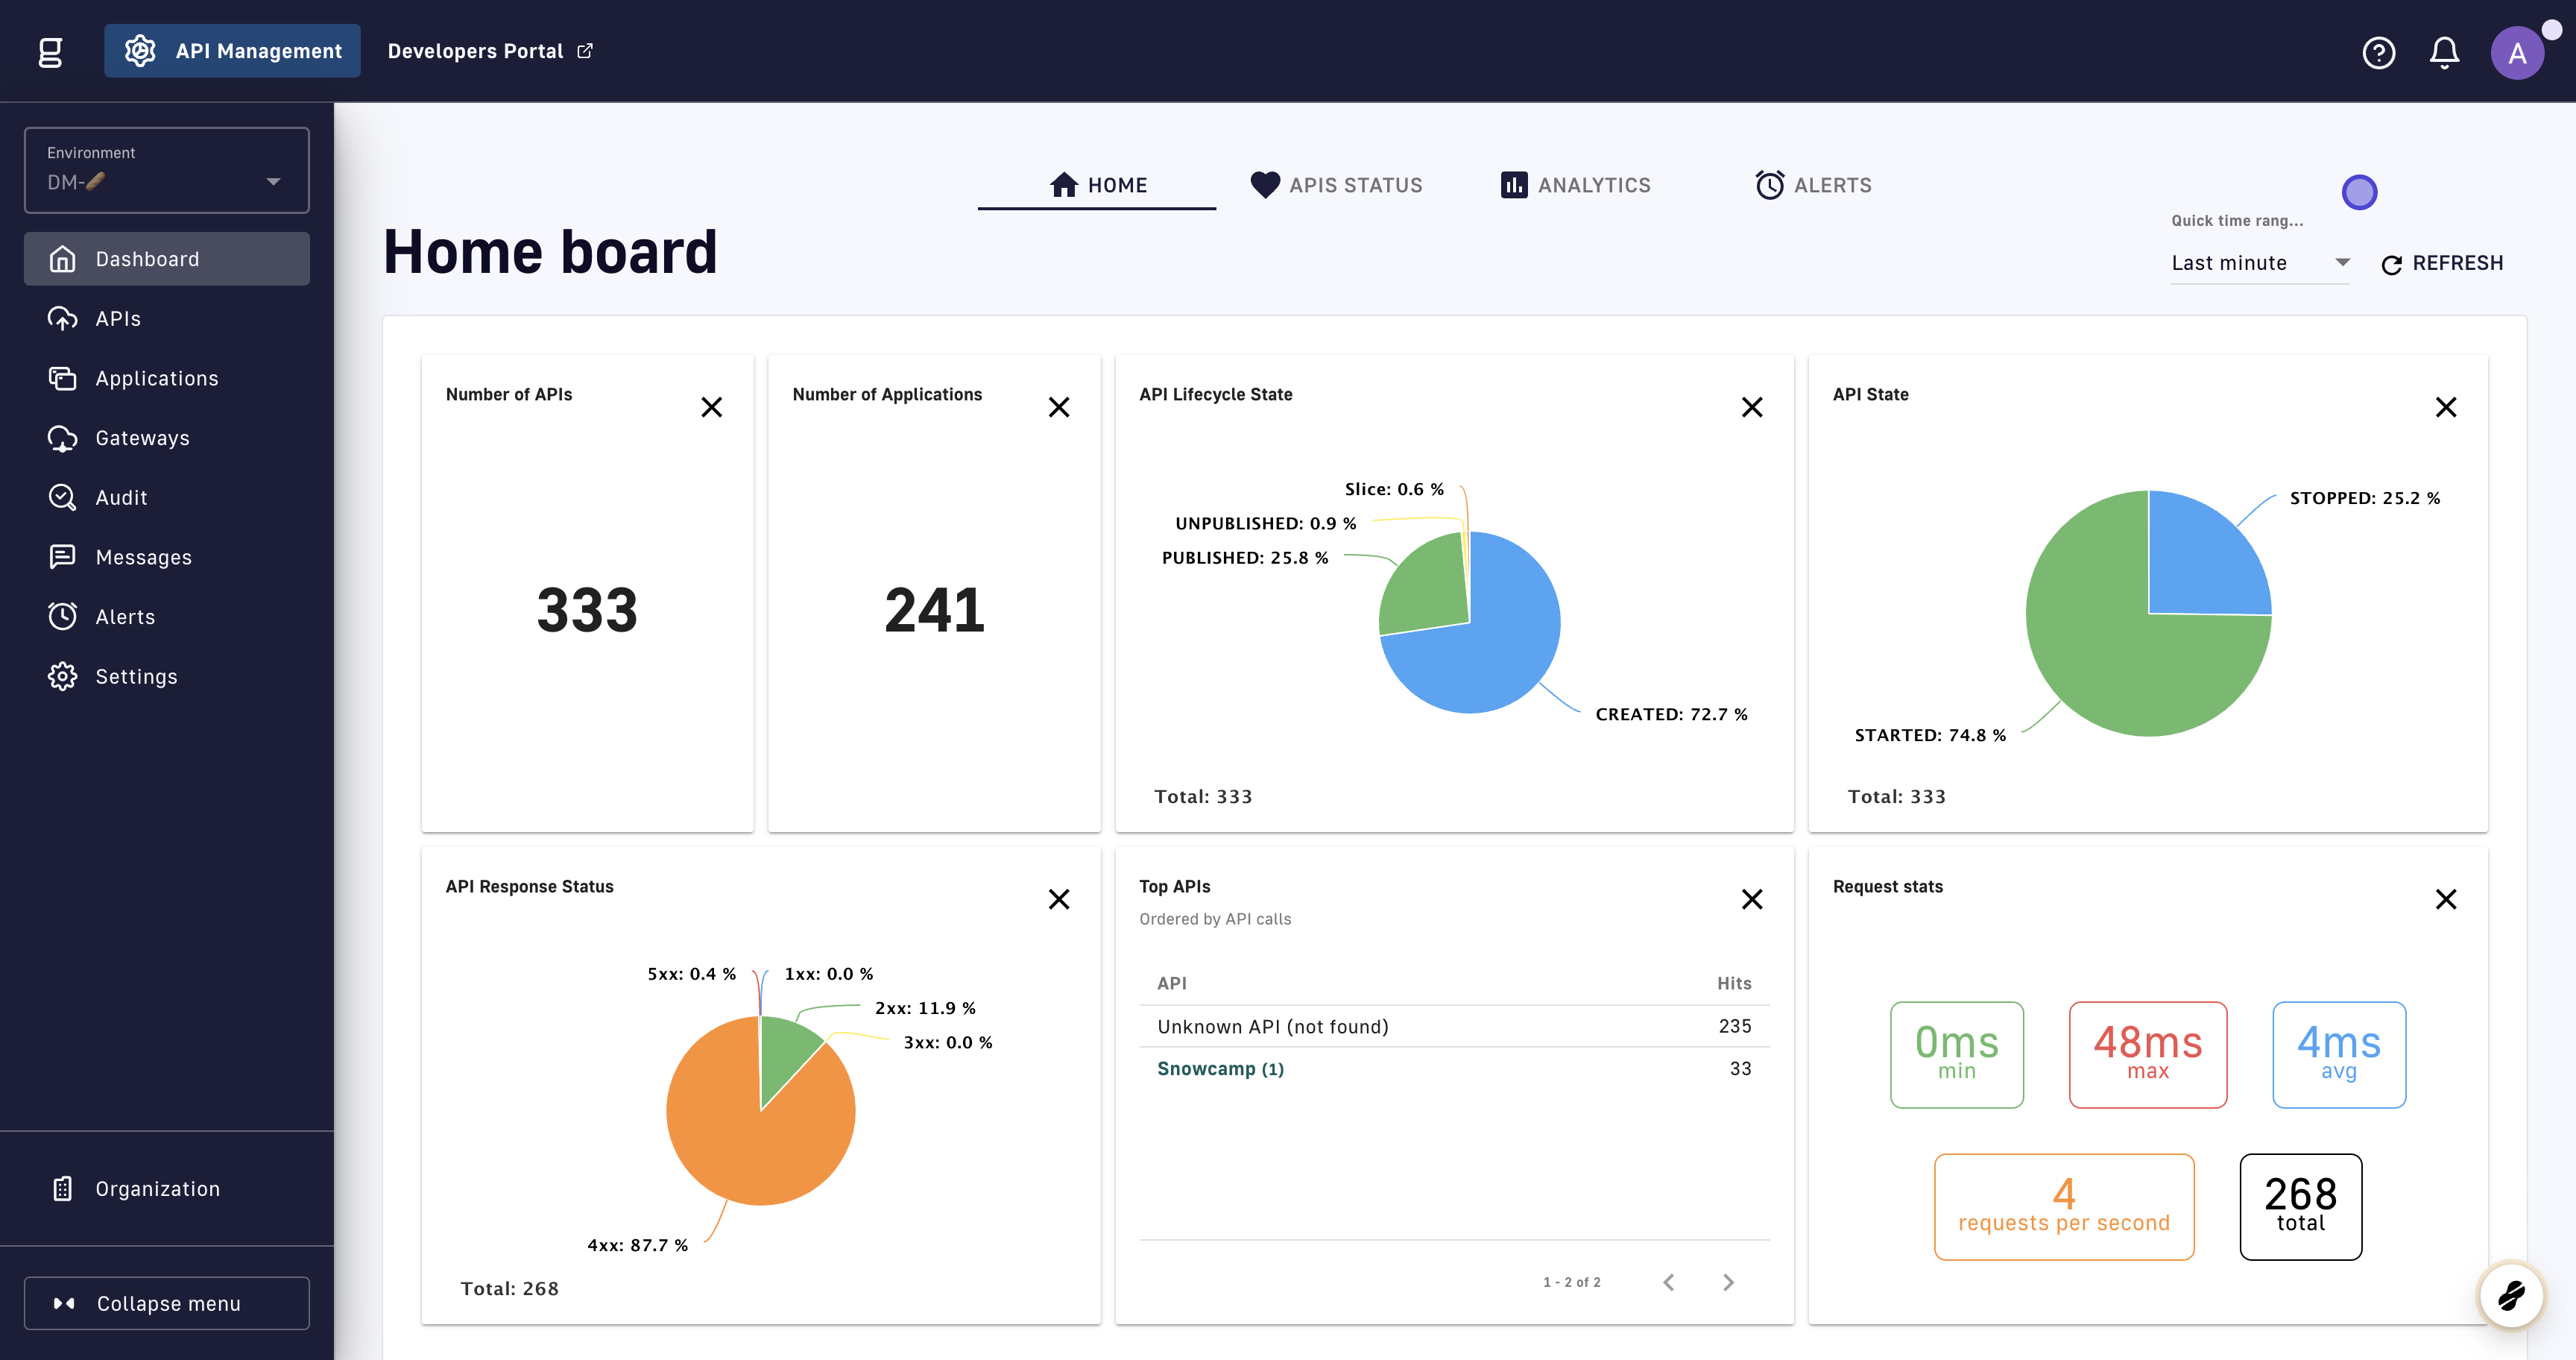 API Management
Developers Portal
A
Environment
DM-🥖
Dashboard
APIs
Applications
Gateways
Audit
Messages
Alerts
Settings
Organization
Collapse menu
HOME
APIS STATUS
ANALYTICS
ALERTS
Home board
Quick time rang...
Last minute
REFRESH
Number of APIs
333
Number of Applications
241
API Lifecycle State
Slice: 0.6 %
UNPUBLISHED: 0.9 %
PUBLISHED: 25.8 %
CREATED: 72.7 %
Total: 333
API State
STOPPED: 25.2 %
STARTED: 74.8 %
Total: 333
API Response Status
5xx: 0.4 %
1xx: 0.0 %
2xx: 11.9 %
3xx: 0.0 %
4xx: 87.7 %
Total: 268
Top APIs
Ordered by API calls
API Hits
Unknown API (not found) 235
Snowcamp (1) 33
1 - 2 of 2
Request stats
0ms
min
48ms
max
4ms
avg
4
requests per second
268
total